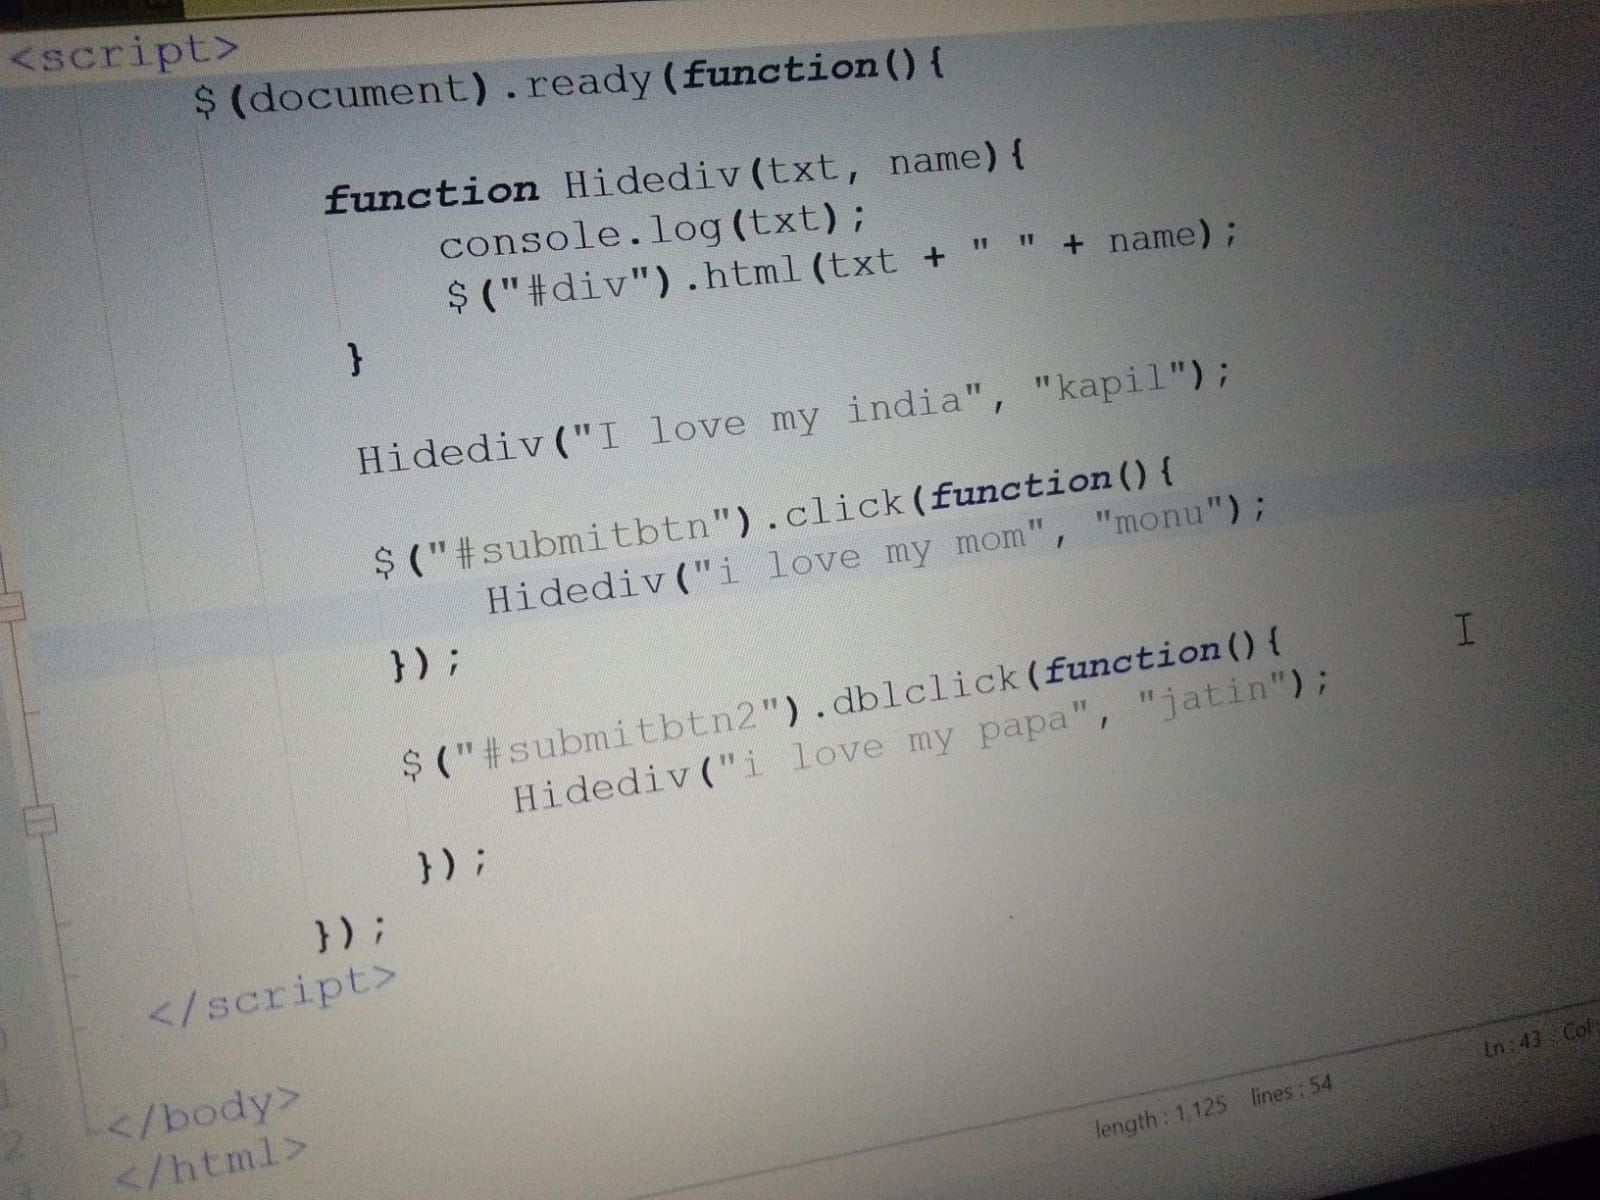 <script>
$(document).ready(function(){
function Hidediv(txt, name){
console.log(txt);
$("#div").html(txt + " " + name);
}
Hidediv("I love my india", "kapil");
$("#submitbtn").click(function(){
Hidediv("i love my mom", "monu");
});
$("#submitbtn2").dblclick(function(){
Hidediv("i love my papa", "jatin");
});
});
</script>
</body>
</html>
length : 1,125 lines : 54 Ln : 43 Col